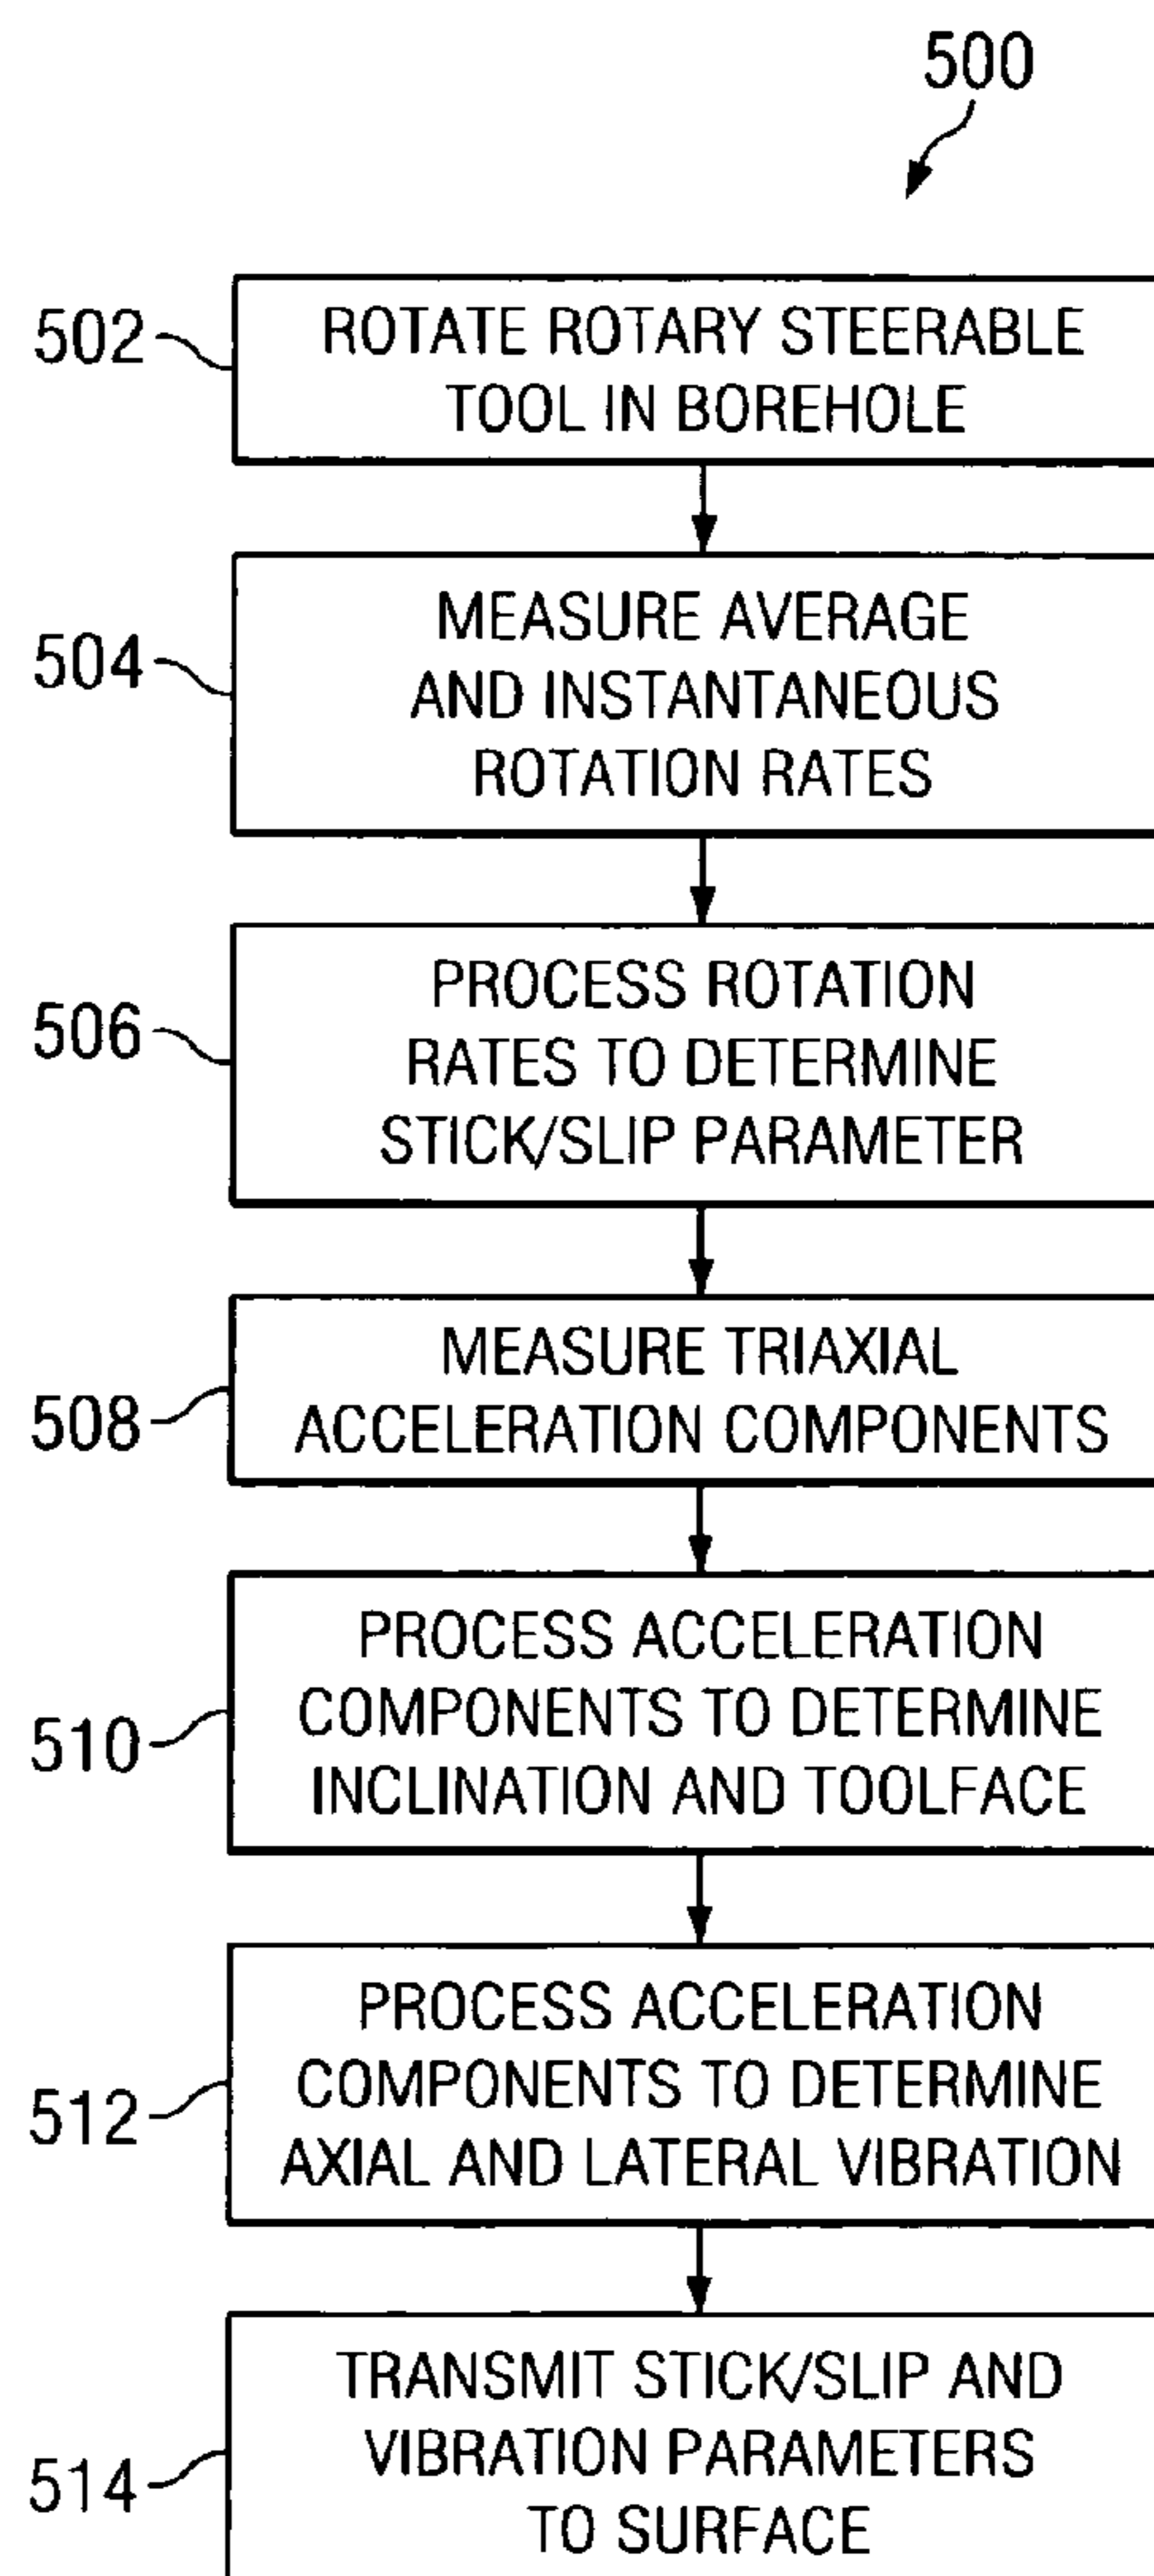 500
502
ROTATE ROTARY STEERABLE
TOOL IN BOREHOLE
504
MEASURE AVERAGE
AND INSTANTANEOUS
ROTATION RATES
506
PROCESS ROTATION
RATES TO DETERMINE
STICK/SLIP PARAMETER
508
MEASURE TRIAXIAL
ACCELERATION COMPONENTS
510
PROCESS ACCELERATION
COMPONENTS TO DETERMINE
INCLINATION AND TOOLFACE
512
PROCESS ACCELERATION
COMPONENTS TO DETERMINE
AXIAL AND LATERAL VIBRATION
514
TRANSMIT STICK/SLIP AND
VIBRATION PARAMETERS
TO SURFACE